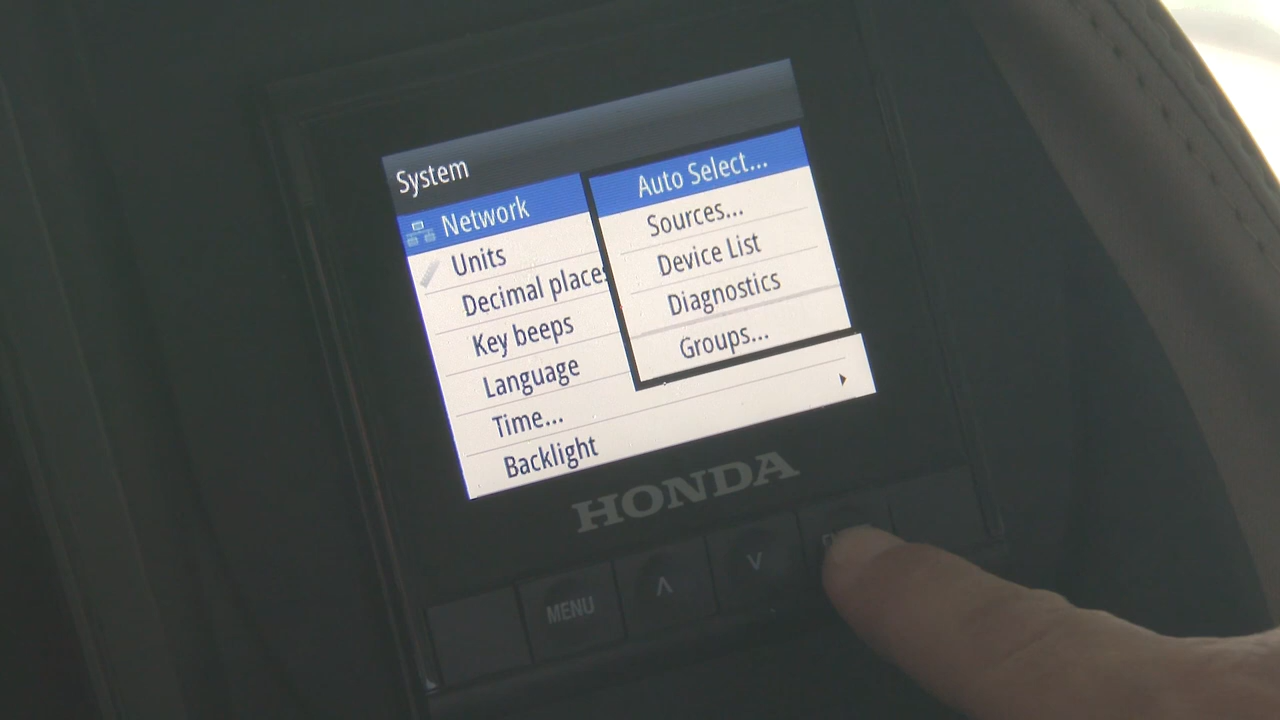 System
Network
Units
Decimal places
Key beeps
Language
Time...
Backlight
Auto Select...
Sources...
Device List
Diagnostics
Groups...
HONDA
MENU